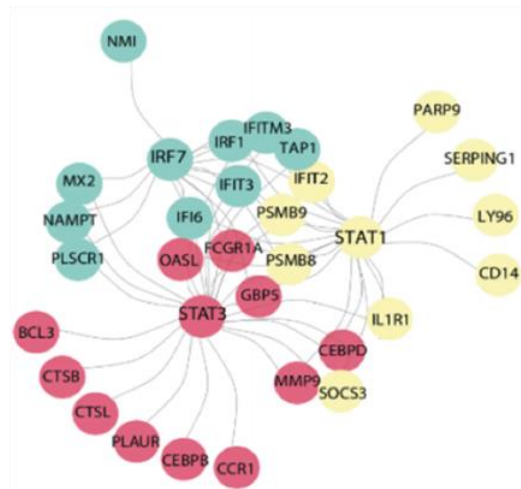 NMI
PARP9
IFITM3
IRF1
TAP1
IRF7
SERPING1
IFIT2
MX2
IFIT3
NAMPT
IFI6
PSMB9
LY96
STAT1
FCGR1A
PLSCR1
OASL
PSMB8
CD14
GBP5
STAT3
IL1R1
BCL3
CEBPD
CTSB
MMP9
SOCS3
CTSL
PLAUR
CEBPB
CCR1